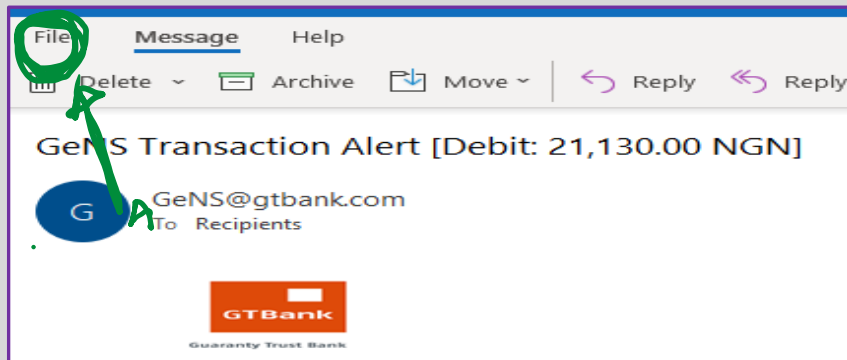 File Message Help
Delete Archive Move Reply Reply
GeNS Transaction Alert [Debit: 21,130.00 NGN]
G
GeNS@gtbank.com
To Recipients
A
GTBank
Guaranty Trust Bank